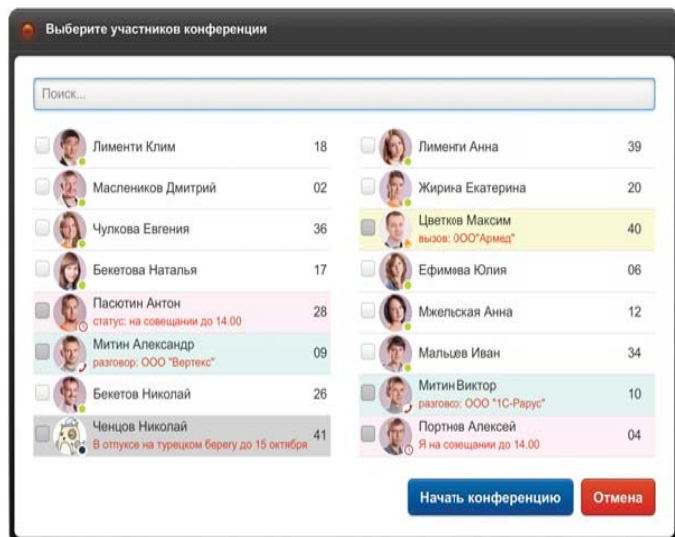 Выберите участников конференции
Поиск...
Лименти Клим 18
Маслеников Дмитрий 02
Чулкова Евгения 36
Бекетова Наталья 17
Пасютин Антон 28
статус: на совещании до 14.00
Митин Александр 09
разговор: ООО "Вертекс"
Бекетов Николай 26
Ченцов Николай 41
В отпуске на турецком берегу до 15 октября
Лименти Анна 39
Жирина Екатерина 20
Цветков Максим 40
вызов: ООО"Армед"
Ефимова Юлия 06
Мжельская Анна 12
Мальцев Иван 34
Митин Виктор 10
разговор: ООО "1С-Рарус"
Портнов Алексей 04
Я на совещании до 14.00
Начать конференцию Отмена